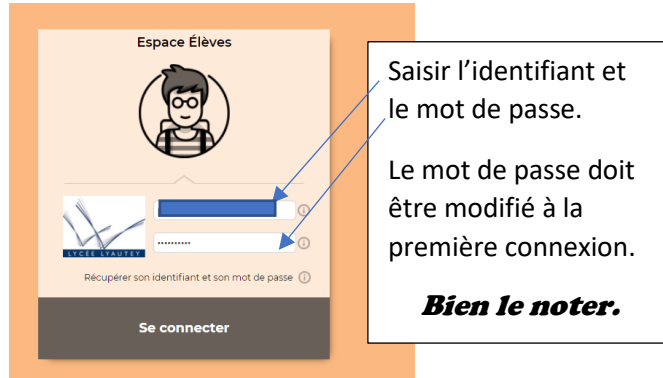 Espace Élèves
LYCÉE LYAUTEY
..........
Récupérer son identifiant et son mot de passe
Se connecter
Saisir l’identifiant et
le mot de passe.
Le mot de passe doit
être modifié à la
première connexion.
Bien le noter.